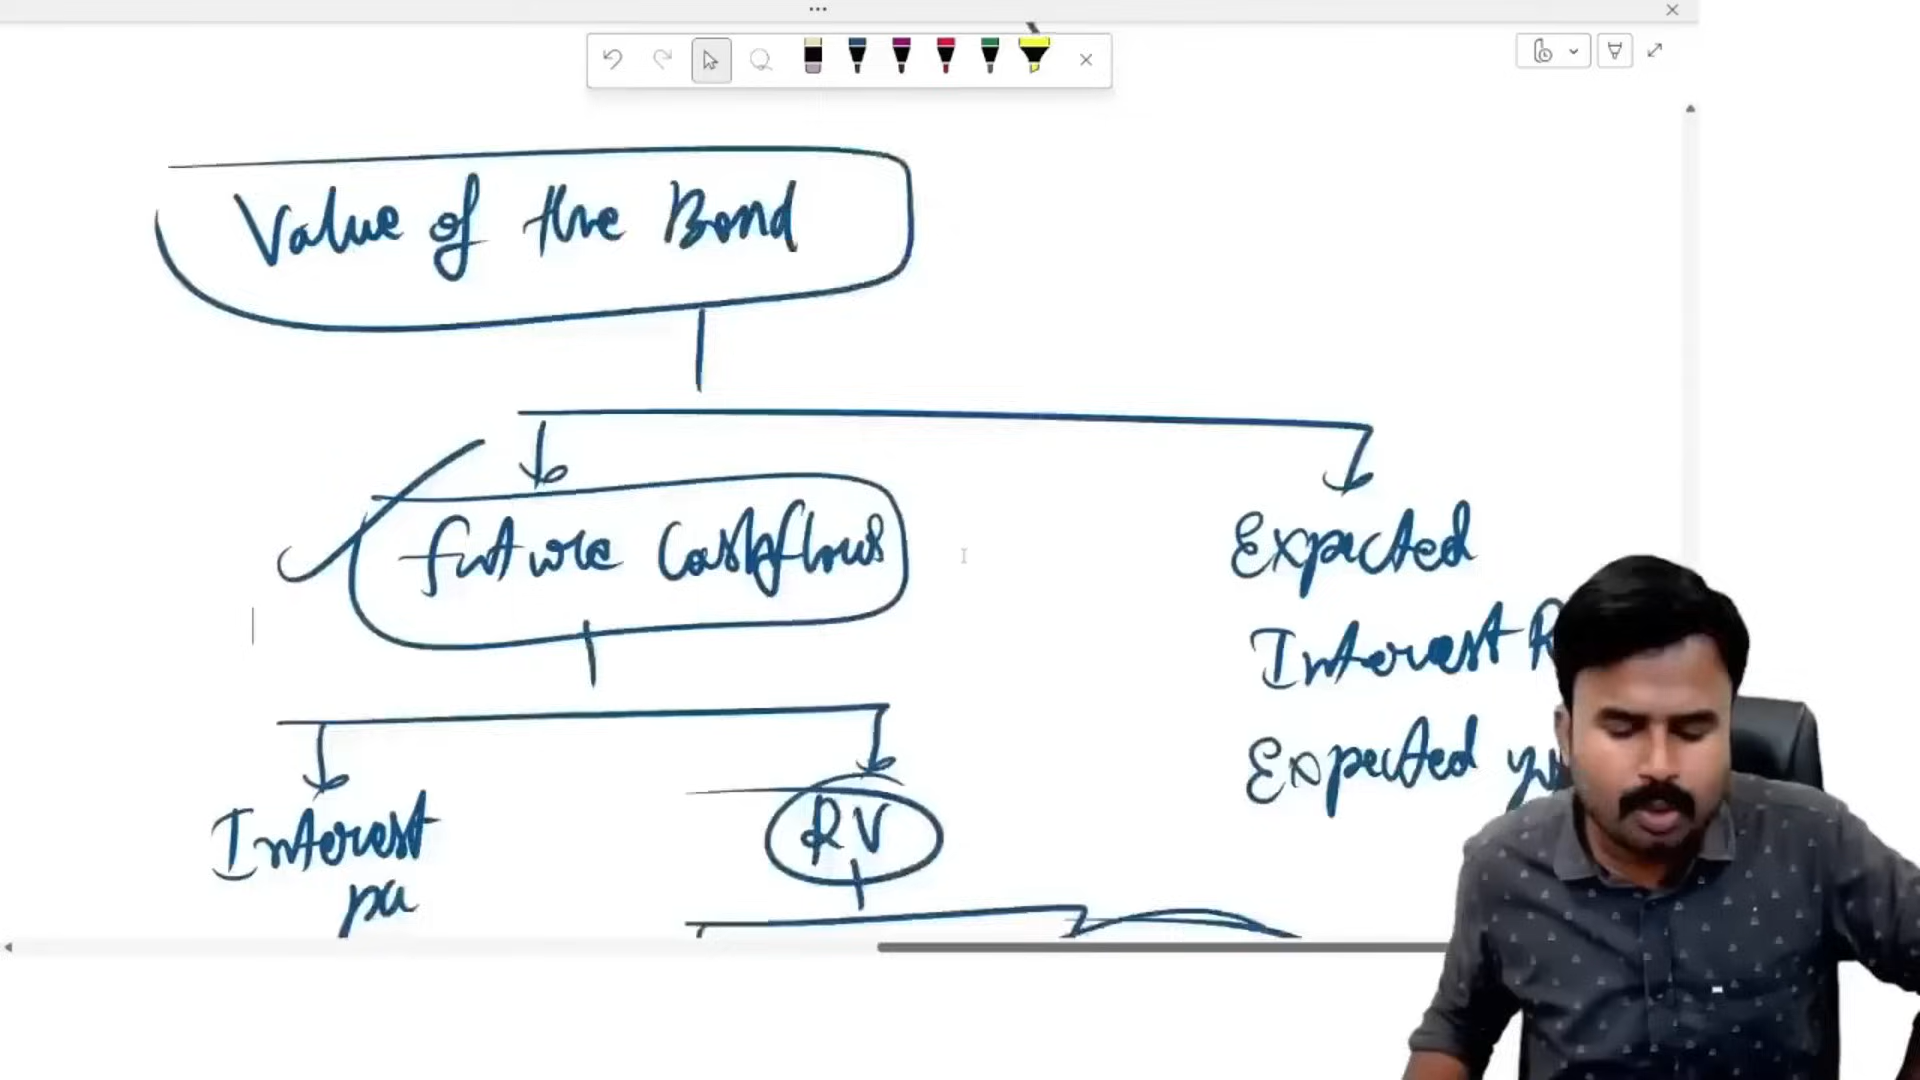 Value of the Bond
future Cashflows
Expected
Interest
Expected
Interest
pa
RV